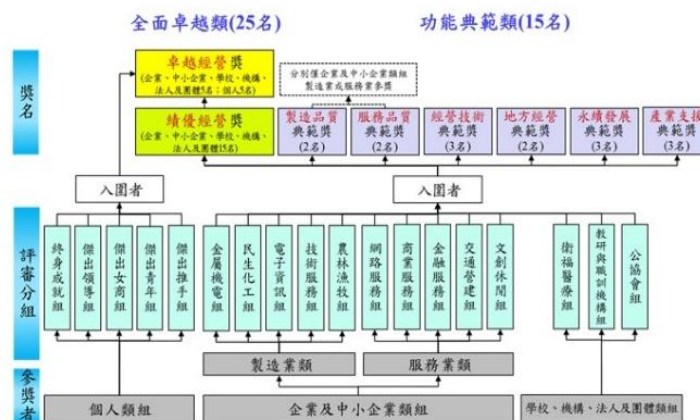 全面卓越類(25名)
功能典範類(15名)
獎名
卓越經營獎
(企業、中小企業、學校、機構、
法人及團體5名;個人5名)
績優經營獎
(企業、中小企業、學校、機構、
法人及團體15名)
分別僅企業及中小企業類組
製造業或服務業參獎
製造品質
典範獎
(2名)
服務品質
典範獎
(2名)
經營技術
典範獎
(3名)
地方經營
典範獎
(2名)
永續發展
典範獎
(3名)
產業支援
典範獎
(3名)
入圍者
入圍者
評審分組
終身成就組
傑出領導組
傑出女商組
傑出青年組
傑出推手組
金屬機電組
民生化工組
電子資訊組
技術服務組
農林漁牧組
網路服務組
商業服務組
金融服務組
交通營建組
文創休閒組
衛福醫療組
教研與職訓機構組
公協會組
製造業類
服務業類
參獎者
個人類組
企業及中小企業類組
學校、機構、法人及團體類組